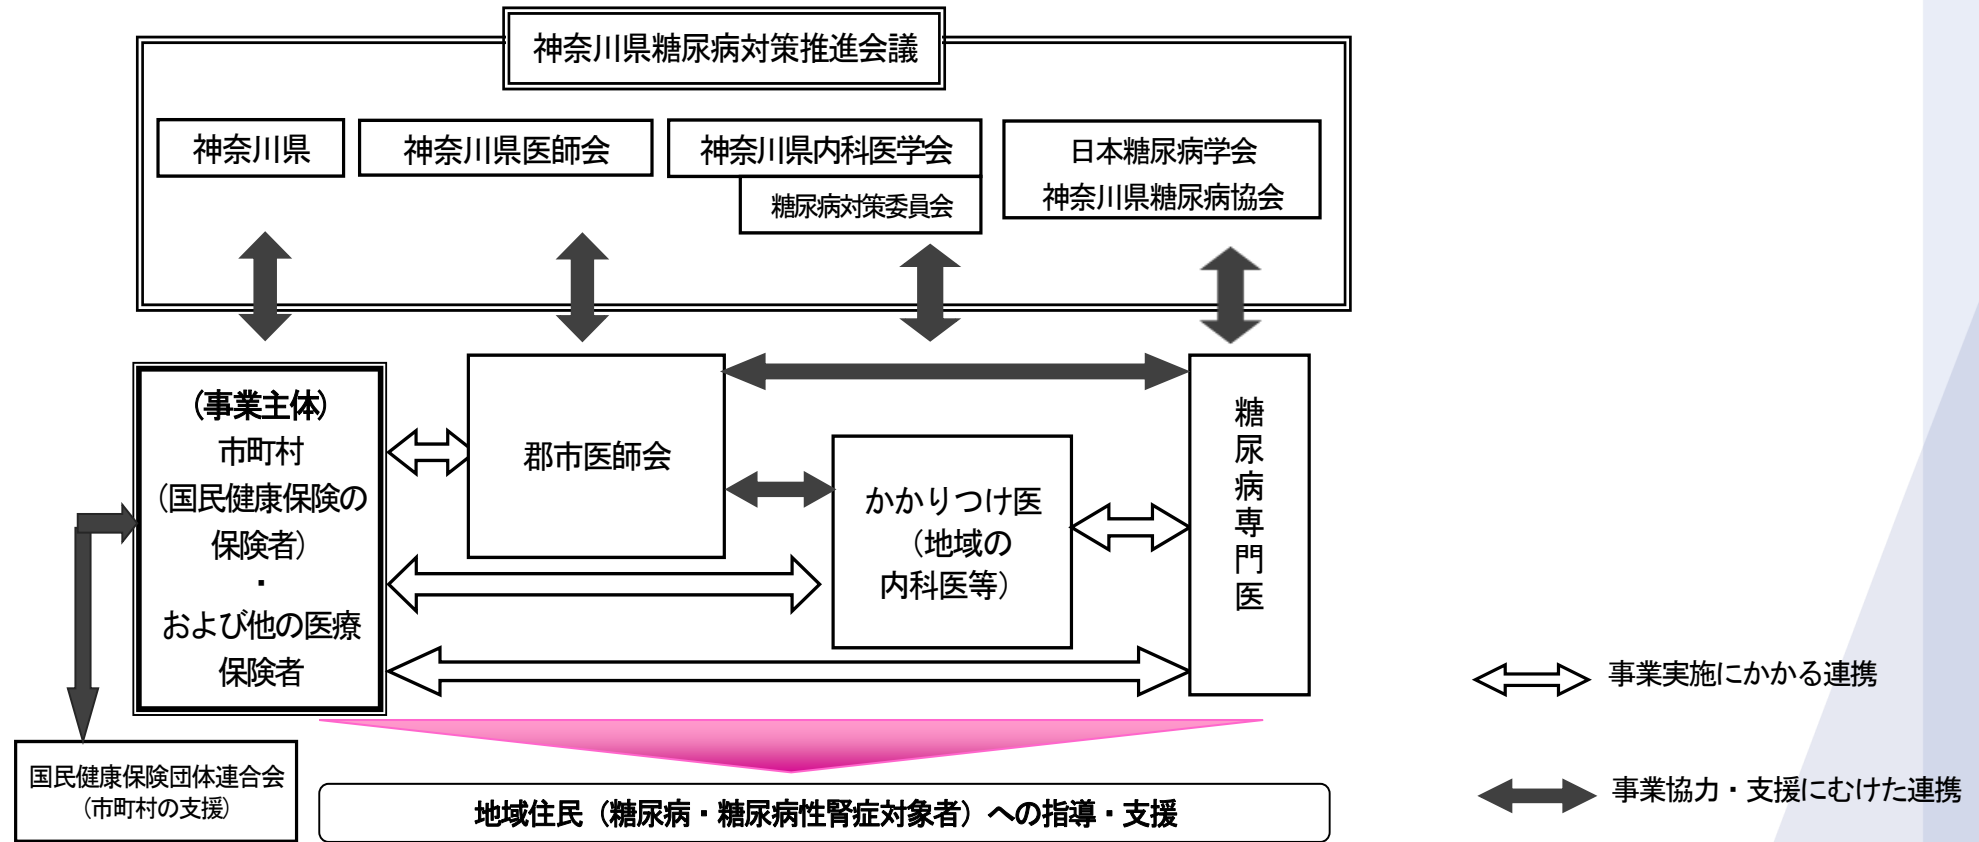 神奈川県糖尿病対策推進会議
神奈川県
神奈川県医師会
神奈川県内科医学会
糖尿病対策委員会
日本糖尿病学会
神奈川県糖尿病協会
（事業主体）
市町村
（国民健康保険の
保険者）
・
および他の医療
保険者
郡市医師会
かかりつけ医
（地域の
内科医等）
糖尿病専門医
事業実施にかかる連携
国民健康保険団体連合会
（市町村の支援）
地域住民（糖尿病・糖尿病性腎症対象者）への指導・支援
事業協力・支援にむけた連携